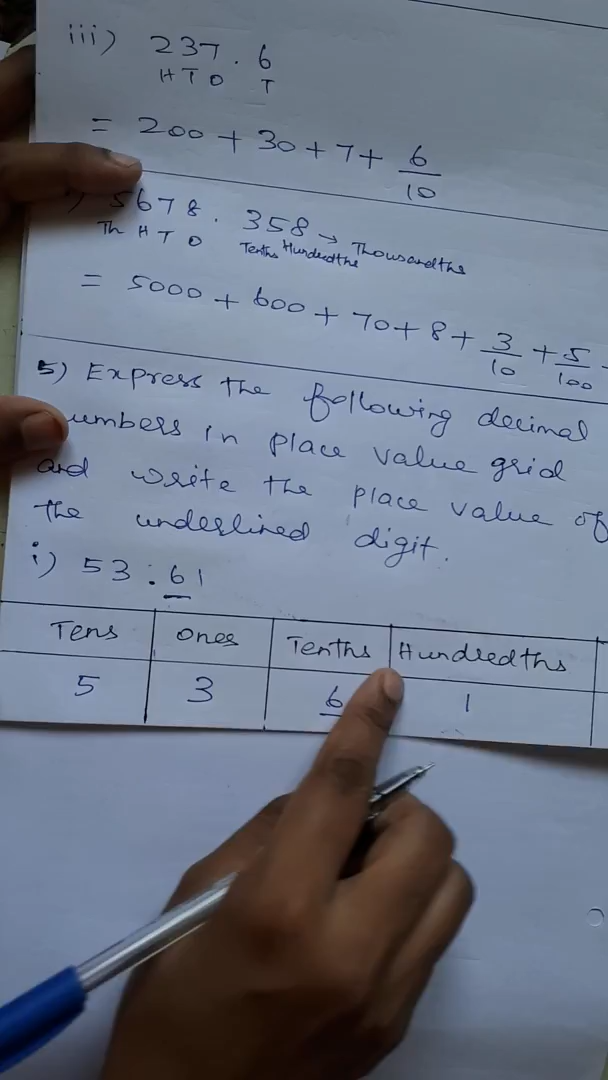 iii) 237.6
H T O T
= 200 + 30 + 7 + 6/10
5678.358 → Thousandths
Th H T O Tenths Hundredths
= 5000 + 600 + 70 + 8 + 3/10 + 5/100
5) Express the following decimal
numbers in place value grid
and write the place value of
the underlined digit.
i) 53.61
Tens Ones Tenths Hundredths
5 3 6 1